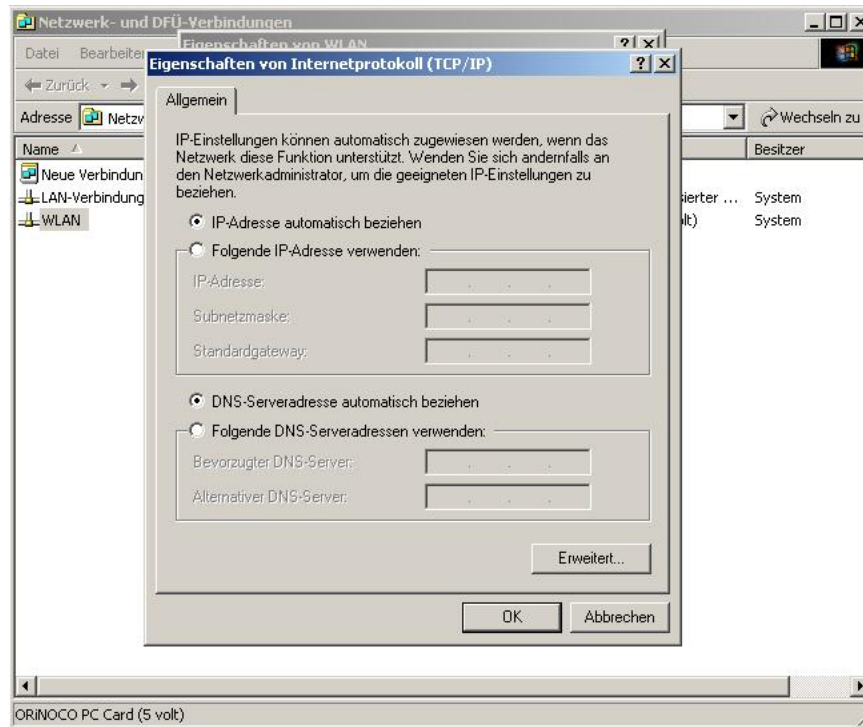 Netzwerk- und DFÜ-Verbindungen
Eigenschaften von WLAN
Datei Bearbeiten
Eigenschaften von Internetprotokoll (TCP/IP)
Zurück
Allgemein
Adresse Netzw
Wechseln zu
Name
Besitzer
IP-Einstellungen können automatisch zugewiesen werden, wenn das
Netzwerk diese Funktion unterstützt. Wenden Sie sich andernfalls an
den Netzwerkadministrator, um die geeigneten IP-Einstellungen zu
beziehen.
Neue Verbindun
LAN-Verbindung
sierter ... System
WLAN
olt) System
IP-Adresse automatisch beziehen
Folgende IP-Adresse verwenden:
IP-Adresse:
Subnetzmaske:
Standardgateway:
DNS-Serveradresse automatisch beziehen
Folgende DNS-Serveradressen verwenden:
Bevorzugter DNS-Server:
Alternativer DNS-Server:
Erweitert...
OK Abbrechen
ORiNOCO PC Card (5 volt)